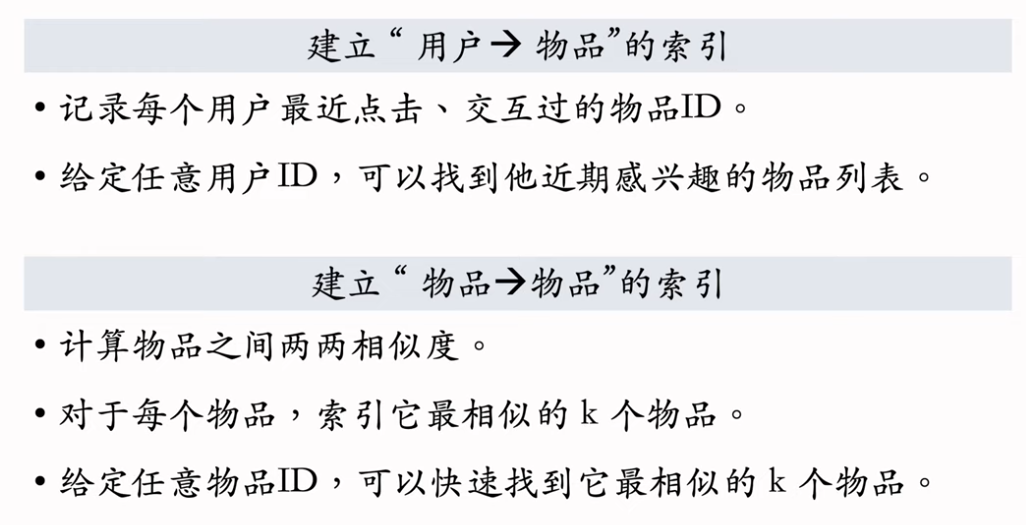 建立“用户→物品”的索引
• 记录每个用户最近点击、交互过的物品ID。
• 给定任意用户ID，可以找到他近期感兴趣的物品列表。
建立“物品→物品”的索引
• 计算物品之间两两相似度。
• 对于每个物品，索引它最相似的 k 个物品。
• 给定任意物品ID，可以快速找到它最相似的 k 个物品。